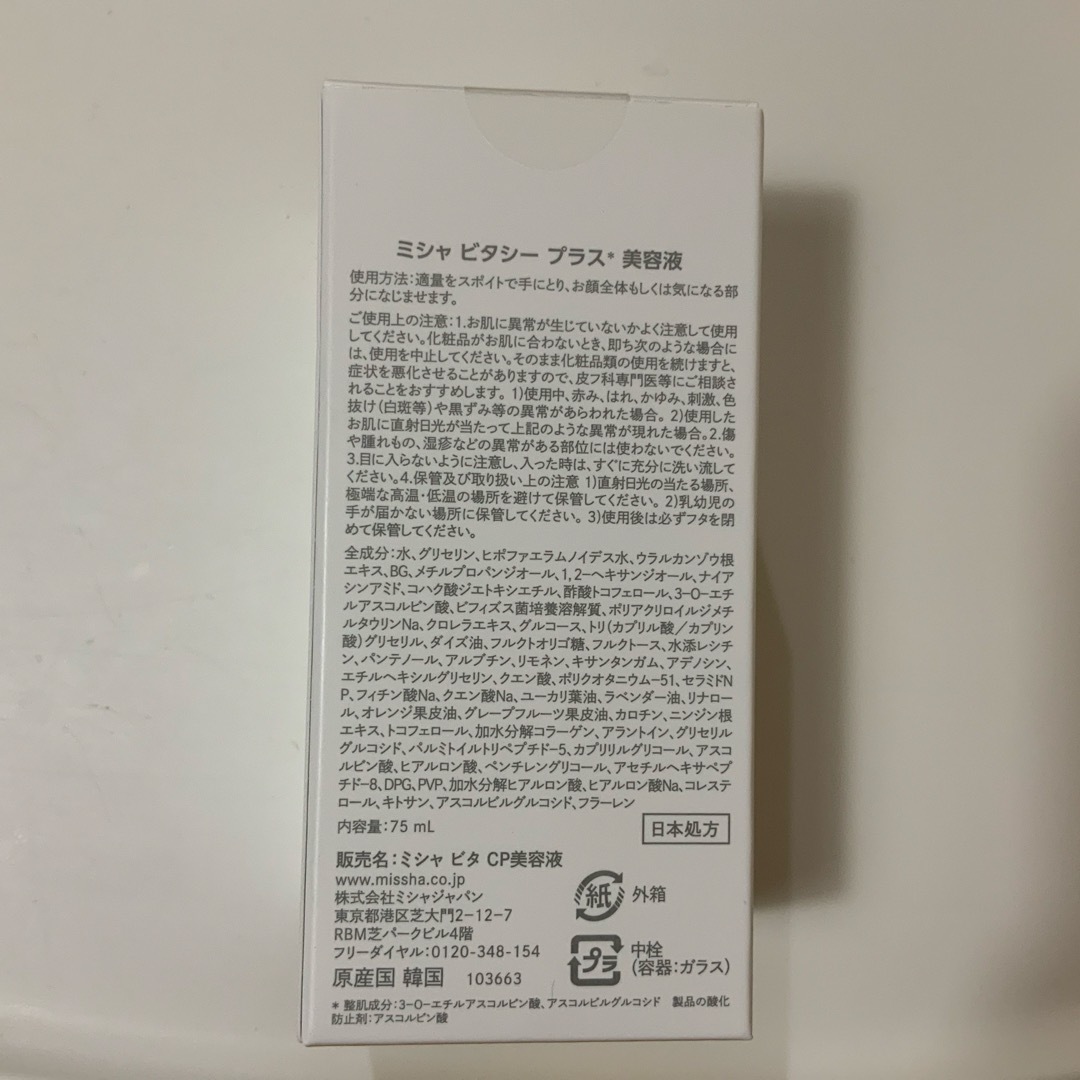 ミシャ ビタシー プラス* 美容液
使用方法：適量をスポイトで手にとり、お顔全体もしくは気になる部
分になじませます。
ご使用上の注意：1.お肌に異常が生じていないかよく注意して使用
してください。化粧品がお肌に合わないとき、即ち次のような場合に
は、使用を中止してください。そのまま化粧品類の使用を続けますと、
症状を悪化させることがありますので、皮フ科専門医等にご相談さ
れることをおすすめします。 1)使用中、赤み、はれ、かゆみ、刺激、色
抜け(白斑等)や黒ずみ等の異常があらわれた場合。 2)使用した
お肌に直射日光が当たって上記のような異常が現れた場合。2.傷
や腫れもの、湿疹などの異常がある部位には使わないでください。
3.目に入らないように注意し、入った時は、すぐに充分に洗い流して
ください。4.保管及び取り扱い上の注意 1)直射日光の当たる場所、
極端な高温・低温の場所を避けて保管してください。 2)乳幼児の
手が届かない場所に保管してください。 3)使用後は必ずフタを閉
めて保管してください。
全成分：水、グリセリン、ヒポファエラムノイデス水、ウラルカンゾウ根
エキス、BG、メチルプロパンジオール、1,2-ヘキサンジオール、ナイア
シンアミド、コハク酸ジエトキシエチル、酢酸トコフェロール、3-O-エチ
ルアスコルビン酸、ビフィズス菌培養溶解質、ポリアクリロイルジメチ
ルタウリンNa、クロレラエキス、グルコース、トリ(カプリル酸／カプリン
酸)グリセリル、ダイズ油、フルクトオリゴ糖、フルクトース、水添レシチ
ン、パンテノール、アルブチン、リモネン、キサンタンガム、アデノシン、
エチルヘキシルグリセリン、クエン酸、ポリクオタニウム-51、セラミドN
P、フィチン酸Na、クエン酸Na、ユーカリ葉油、ラベンダー油、リナロー
ル、オレンジ果皮油、グレープフルーツ果皮油、カロチン、ニンジン根
エキス、トコフェロール、加水分解コラーゲン、アラントイン、グリセリル
グルコシド、パルミトイルトリペプチド-5、カプリリルグリコール、アスコ
ルビン酸、ヒアルロン酸、ペンチレングリコール、アセチルヘキサペプ
チド-8、DPG、PVP、加水分解ヒアルロン酸、ヒアルロン酸Na、コレステ
ロール、キトサン、アスコルビルグルコシド、フラーレン
内容量：75 mL
日本処方
販売名：ミシャ ビタ CP美容液
www.missha.co.jp
株式会社ミシャジャパン
東京都港区芝大門2-12-7
RBM芝パークビル4階
フリーダイヤル：0120-348-154
原産国 韓国 103663
紙 外箱
プラ 中栓
(容器：ガラス)
* 整肌成分：3-O-エチルアスコルビン酸、アスコルビルグルコシド 製品の酸化
防止剤：アスコルビン酸